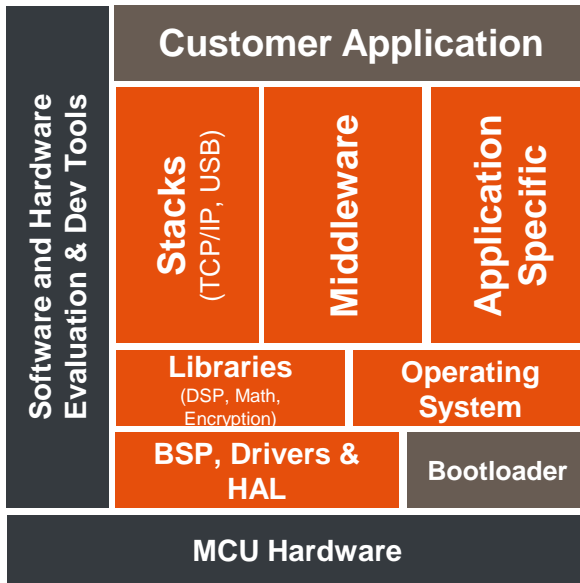 Customer Application
Software and Hardware
Evaluation & Dev Tools
Stacks
(TCP/IP, USB)
Middleware
Application
Specific
Libraries
(DSP, Math,
Encryption)
Operating
System
BSP, Drivers &
HAL
Bootloader
MCU Hardware